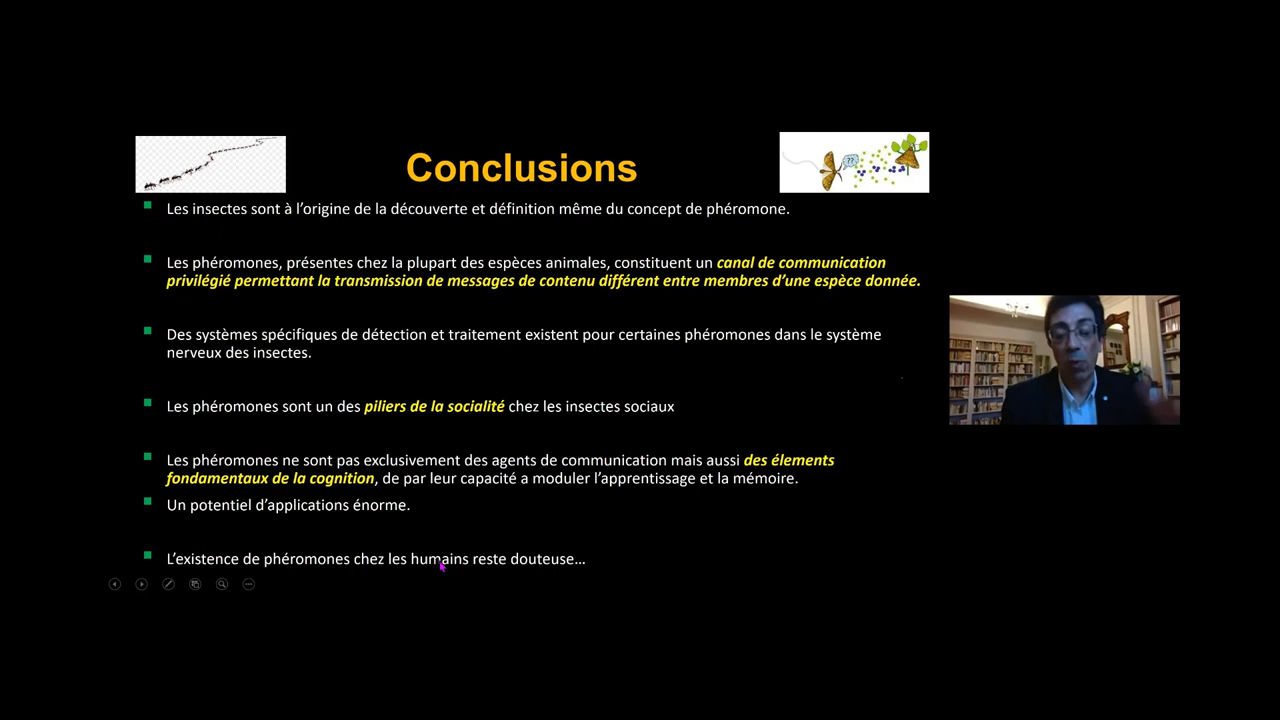 Conclusions
??
Les insectes sont à l’origine de la découverte et définition même du concept de phéromone.
Les phéromones, présentes chez la plupart des espèces animales, constituent un canal de communication
privilégié permettant la transmission de messages de contenu différent entre membres d’une espèce donnée.
Des systèmes spécifiques de détection et traitement existent pour certaines phéromones dans le système
nerveux des insectes.
Les phéromones sont un des piliers de la socialité chez les insectes sociaux
Les phéromones ne sont pas exclusivement des agents de communication mais aussi des élements
fondamentaux de la cognition, de par leur capacité a moduler l’apprentissage et la mémoire.
Un potentiel d’applications énorme.
L’existence de phéromones chez les humains reste douteuse…